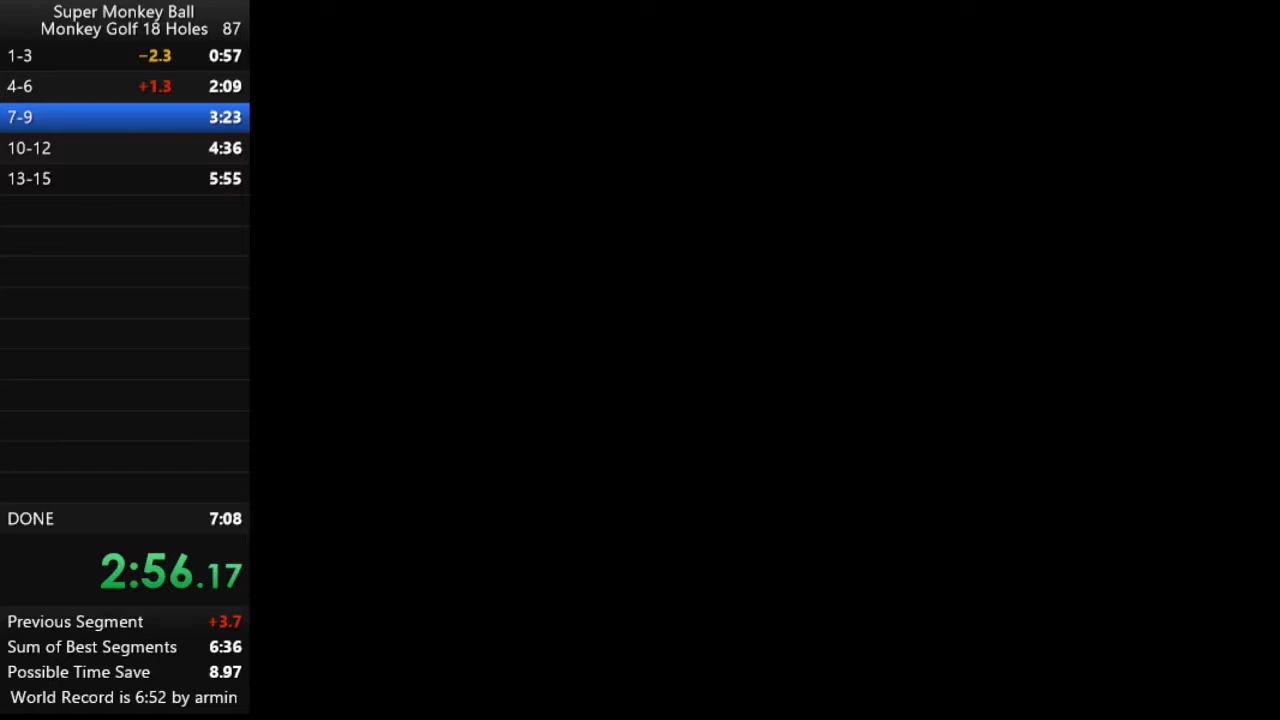 Super Monkey Ball
Monkey Golf 18 Holes 87
1-3 −2.3 0:57
4-6 +1.3 2:09
7-9 3:23
10-12 4:36
13-15 5:55
DONE 7:08
2:56.17
Previous Segment +3.7
Sum of Best Segments 6:36
Possible Time Save 8.97
World Record is 6:52 by armin